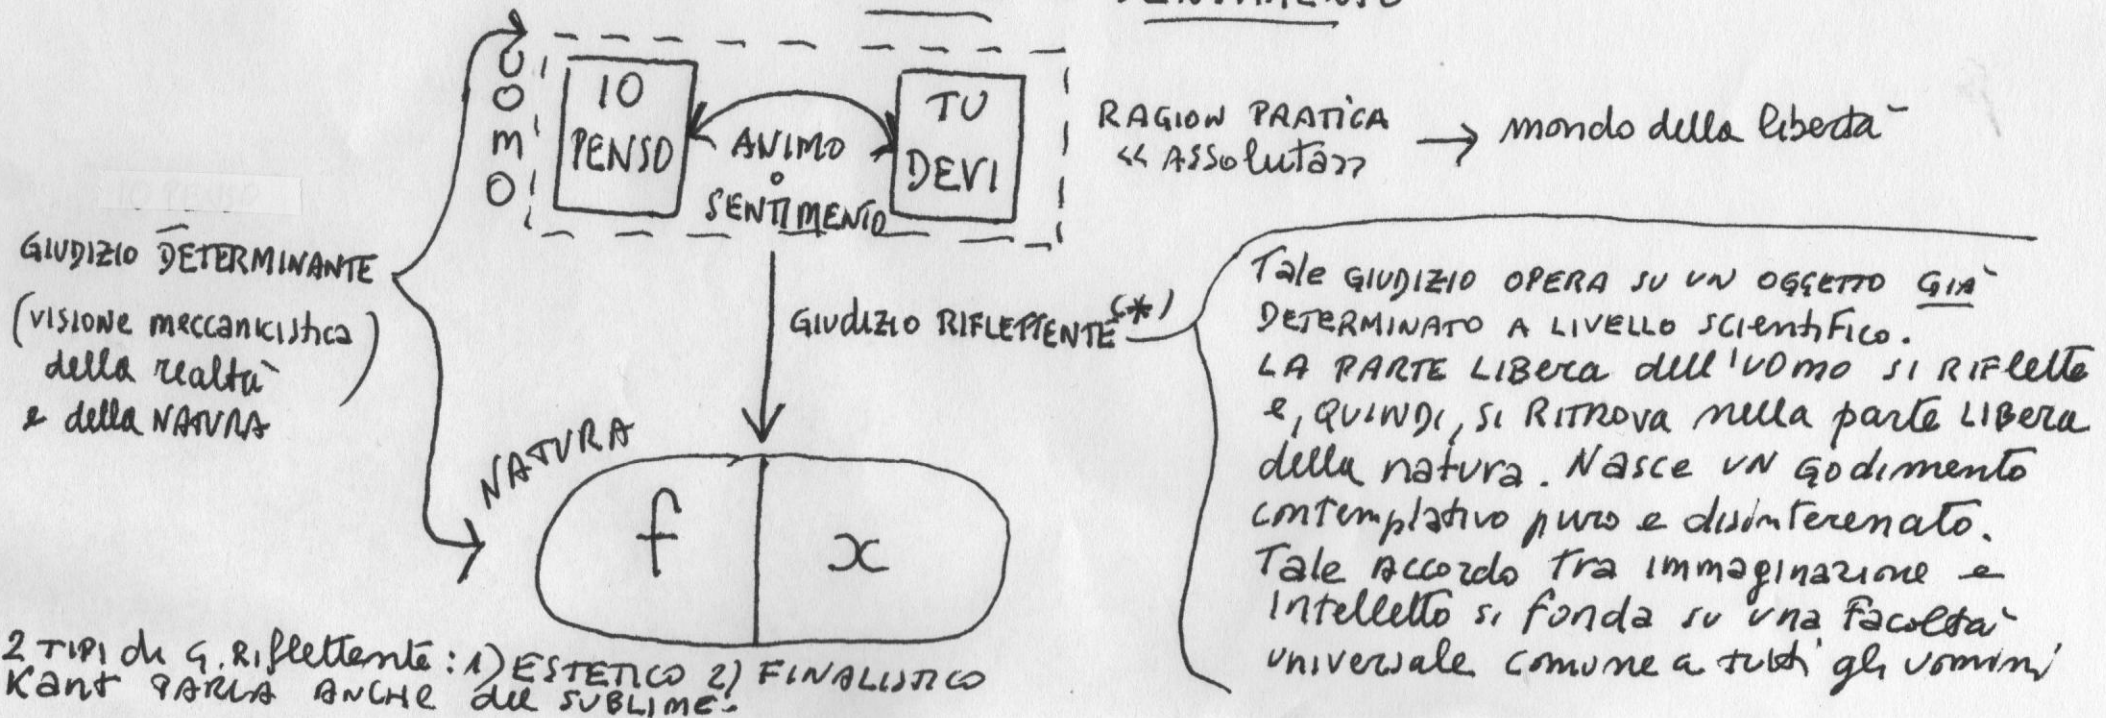 UOMO
IO
PENSO
ANIMO
o
SENTIMENTO
TU
DEVI
RAGION PRATICA
<< ASSolutà>>
→ mondo della libertà
GIUDIZIO DETERMINANTE
(VISIONE meccanicistica)
della realtà
e della NATURA
GIUDIZIO RIFLETTENTE (*)
NATURA
f
x
2 TIPI di G. Riflettente: 1) ESTETICO 2) FINALISTICO
Kant PARLA ANCHE del SUBLIME.
Tale GIUDIZIO OPERA SU UN OGGETTO GIA'
DETERMINATO A LIVELLO SCIENTIFICO.
LA PARTE LIBERA dell'UOMO SI RIFLETTE
e, QUINDI, SI RITROVA nella parte LIBERA
della natura. Nasce UN godimento
contemplativo puro e disinteressato.
Tale Accordo Tra immaginazione e
intelletto si fonda su una facoltà
universale comune a tutti gli uomini